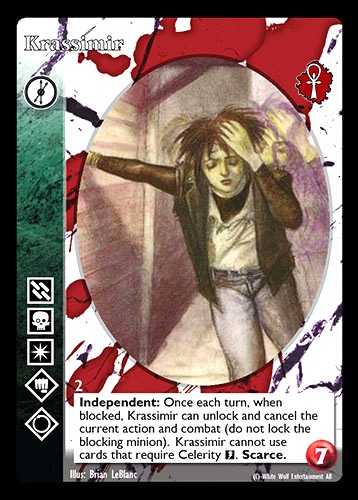 Krassimir
2
Independent: Once each turn, when
blocked, Krassimir can unlock and cancel the
current action and combat (do not lock the
blocking minion). Krassimir cannot use
cards that require Celerity. Scarce.
7
Illus: Brian LeBlanc
(C) White Wolf Entertainment AB